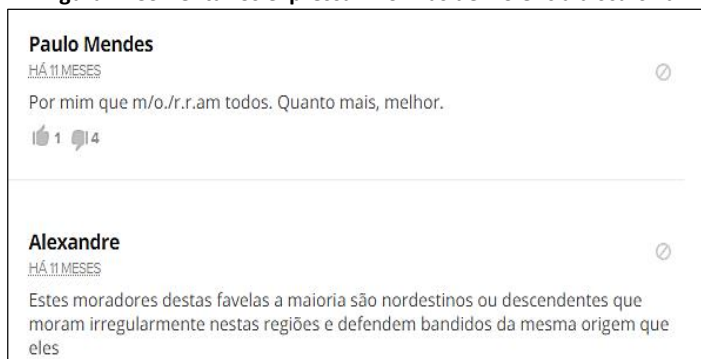 Paulo Mendes
HÁ 11 MESES
Por mim que m/o./r.r.am todos. Quanto mais, melhor.
1 4
Alexandre
HÁ 11 MESES
Estes moradores destas favelas a maioria são nordestinos ou descendentes que
moram irregularmente nestas regiões e defendem bandidos da mesma origem que
eles